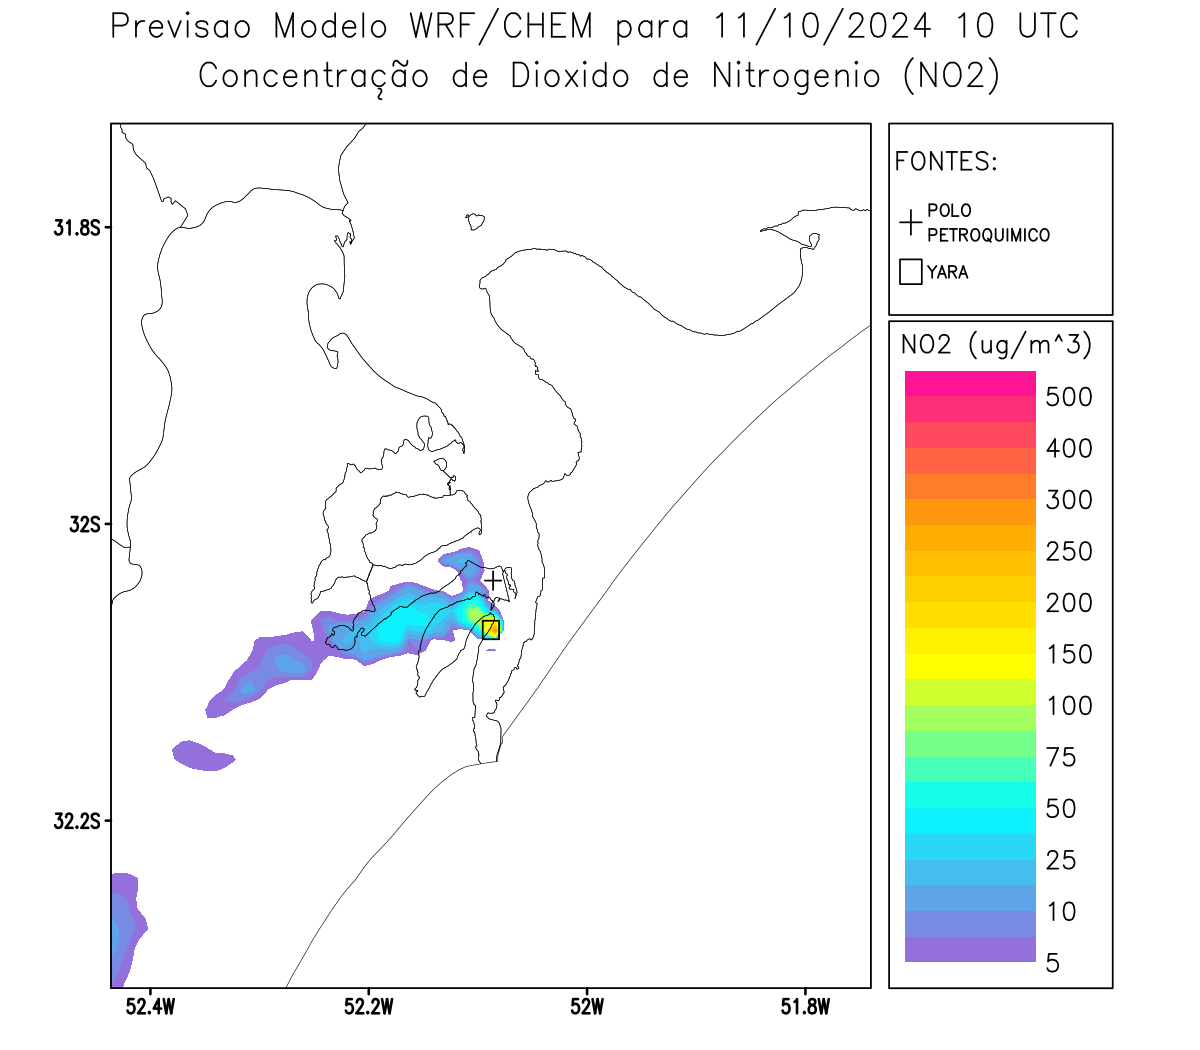 Previsao Modelo WRF/CHEM para 11/10/2024 10 UTC
Concentração de Dioxido de Nitrogenio (NO2)
FONTES:
POLO
PETROQUIMICO
YARA
NO2 (ug/m^3)
500
400
300
250
200
150
100
75
50
25
10
5
31.8S
32S
32.2S
52.4W
52.2W
52W
51.8W